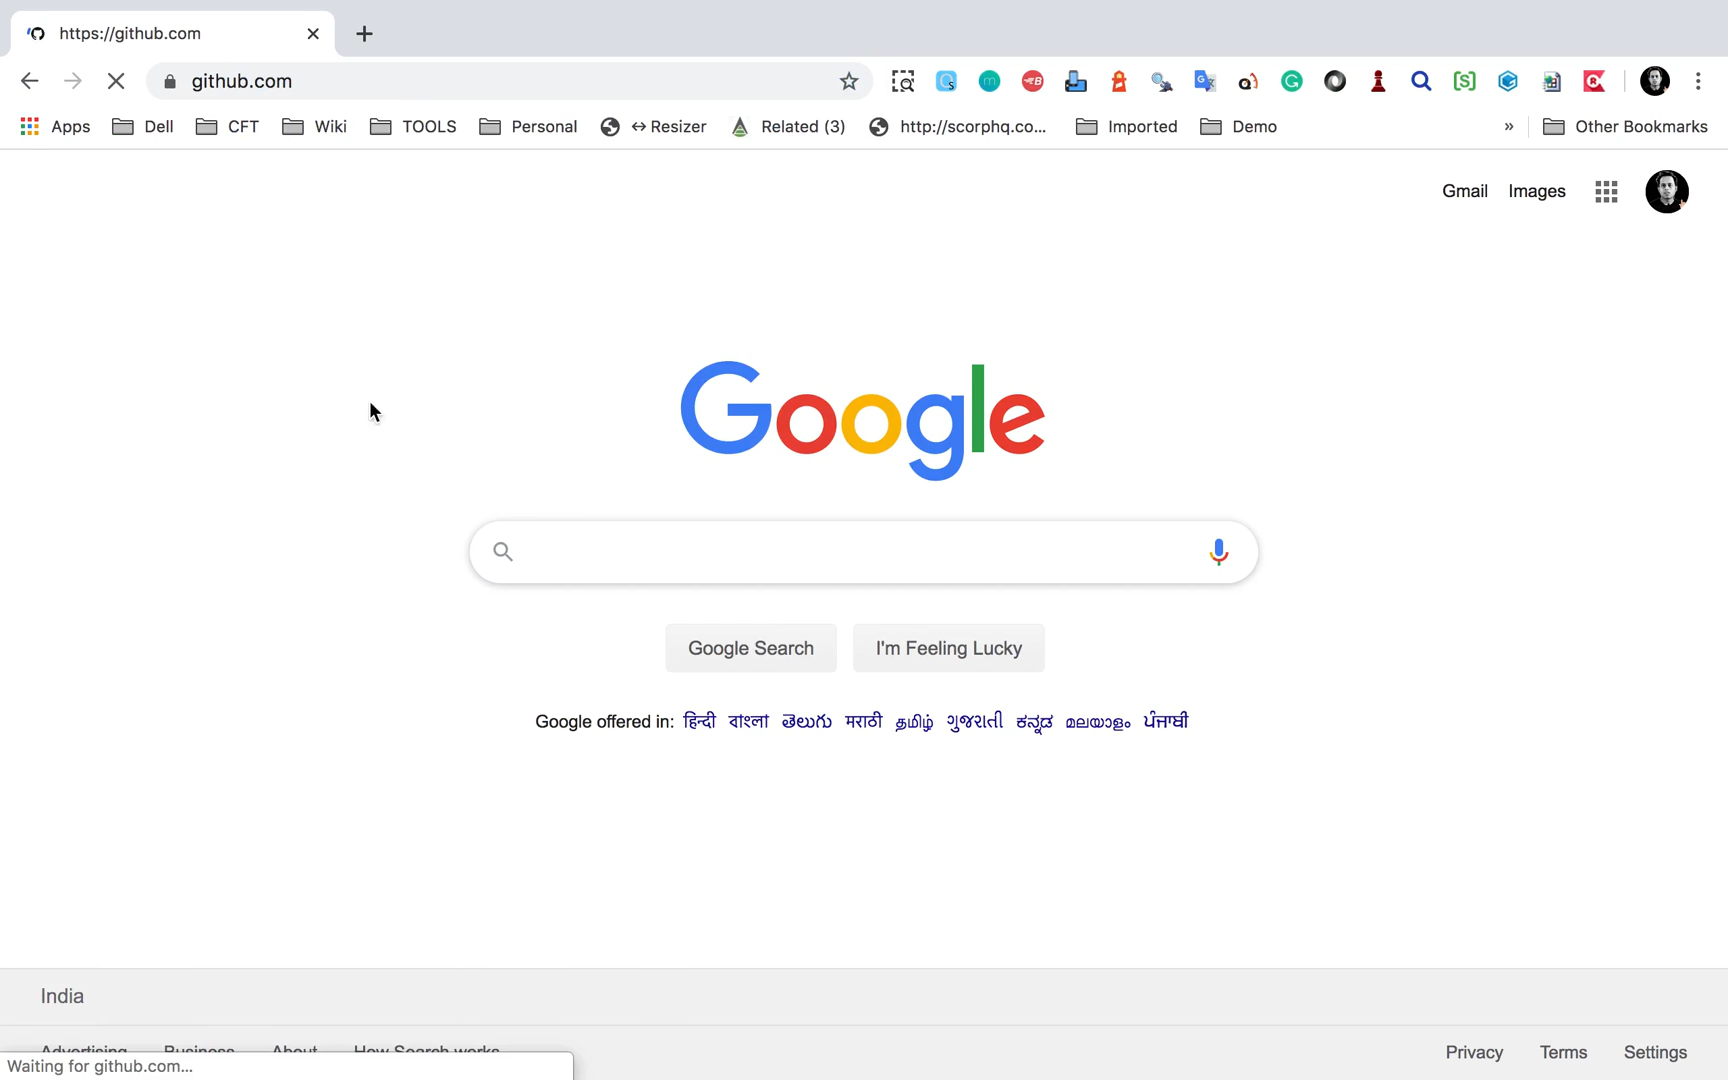 https://github.com
github.com
Apps Dell CFT Wiki TOOLS Personal ↔Resizer Related (3) http://scorphq.co... Imported Demo » Other Bookmarks
Gmail Images
Google
Google Search I'm Feeling Lucky
Google offered in: हिन्दी বাংলা తెలుగు मराठी தமிழ் ગુજરાતી ಕನ್ನಡ മലയാളം ਪੰਜਾਬੀ
India
Advertising Business About How Search works
Privacy Terms Settings
Waiting for github.com...